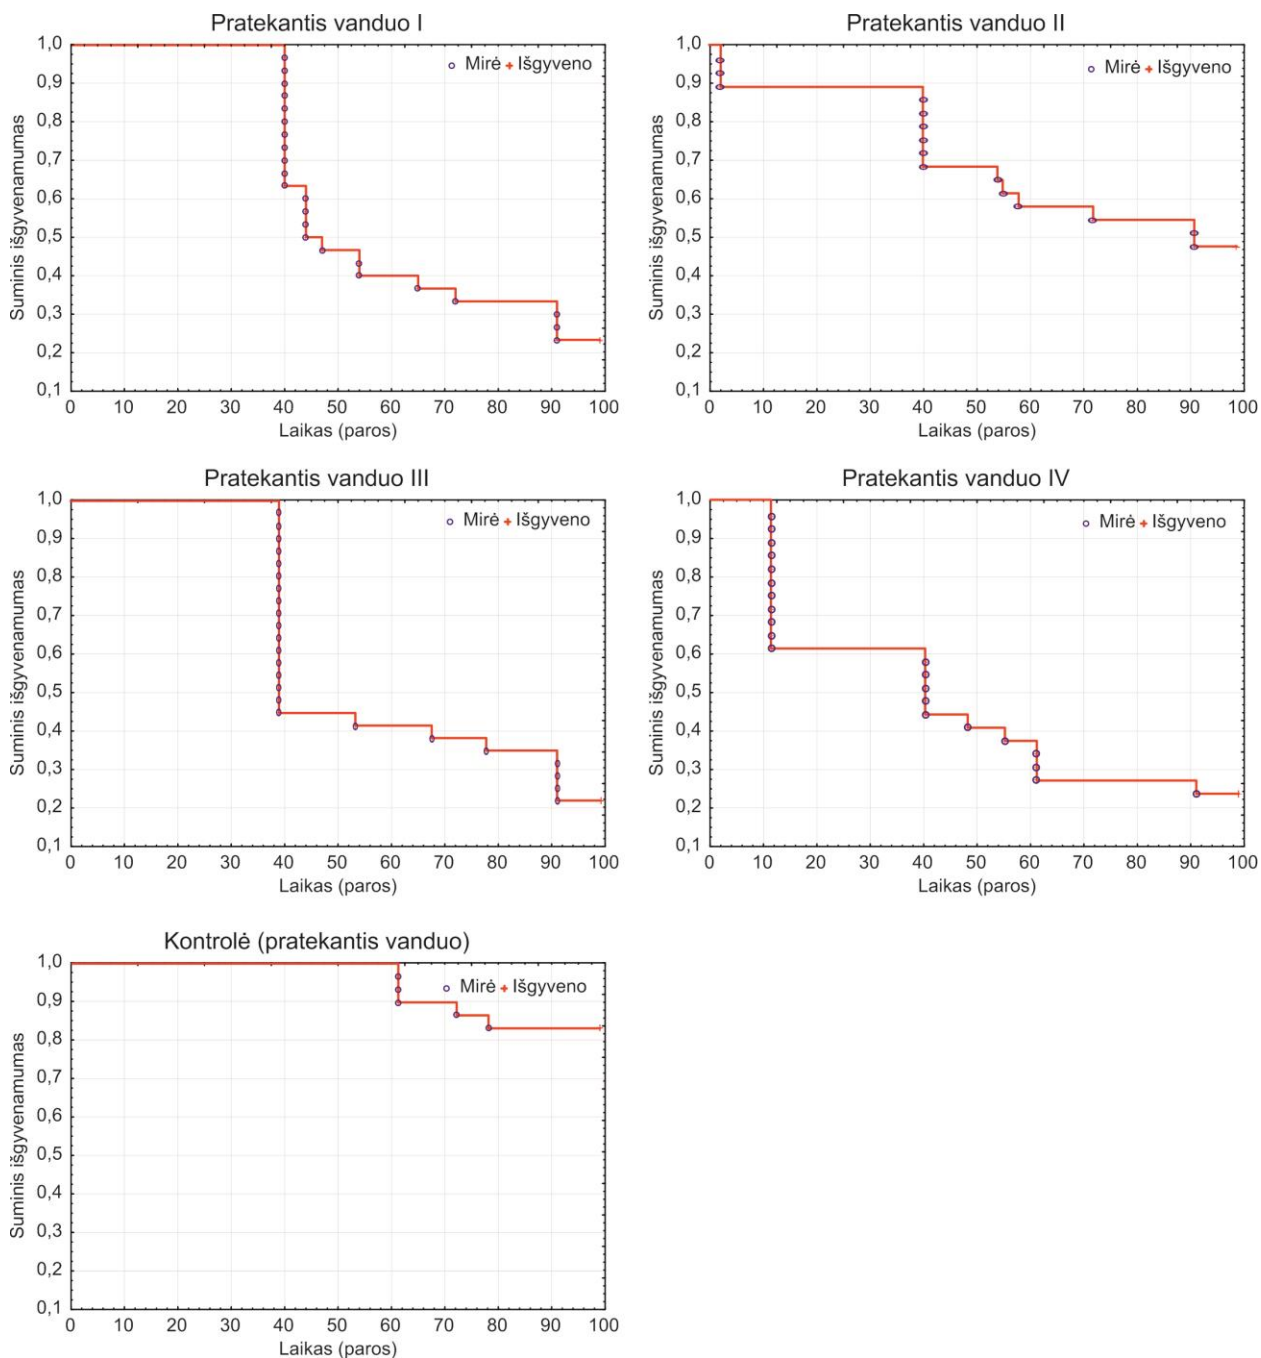 Pratekantis vanduo I
Mirė + Išgyveno
Suminis išgyvenamumas
1,0
0,9
0,8
0,7
0,6
0,5
0,4
0,3
0,2
0,1
0 10 20 30 40 50 60 70 80 90 100
Laikas (paros)
Pratekantis vanduo II
Mirė + Išgyveno
Suminis išgyvenamumas
1,0
0,9
0,8
0,7
0,6
0,5
0,4
0,3
0,2
0,1
0 10 20 30 40 50 60 70 80 90 100
Laikas (paros)
Pratekantis vanduo III
Mirė + Išgyveno
Suminis išgyvenamumas
1,0
0,9
0,8
0,7
0,6
0,5
0,4
0,3
0,2
0,1
0 10 20 30 40 50 60 70 80 90 100
Laikas (paros)
Pratekantis vanduo IV
Mirė + Išgyveno
Suminis išgyvenamumas
1,0
0,9
0,8
0,7
0,6
0,5
0,4
0,3
0,2
0,1
0 10 20 30 40 50 60 70 80 90 100
Laikas (paros)
Kontrolė (pratekantis vanduo)
Mirė + Išgyveno
Suminis išgyvenamumas
1,0
0,9
0,8
0,7
0,6
0,5
0,4
0,3
0,2
0,1
0 10 20 30 40 50 60 70 80 90 100
Laikas (paros)